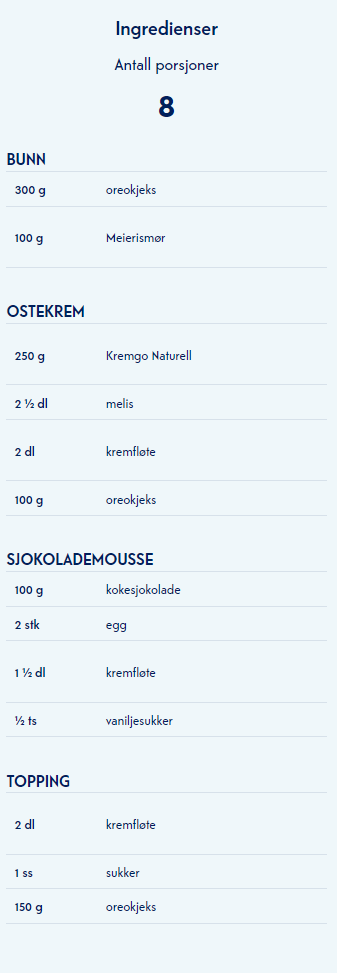 Ingredienser
Antall porsjoner
8
BUNN
300 g oreokjeks
100 g Meierismør
OSTEKREM
250 g Kremgo Naturell
2 ½ dl melis
2 dl kremfløte
100 g oreokjeks
SJOKOLADEMOUSSE
100 g kokesjokolade
2 stk egg
1 ½ dl kremfløte
½ ts vaniljesukker
TOPPING
2 dl kremfløte
1 ss sukker
150 g oreokjeks